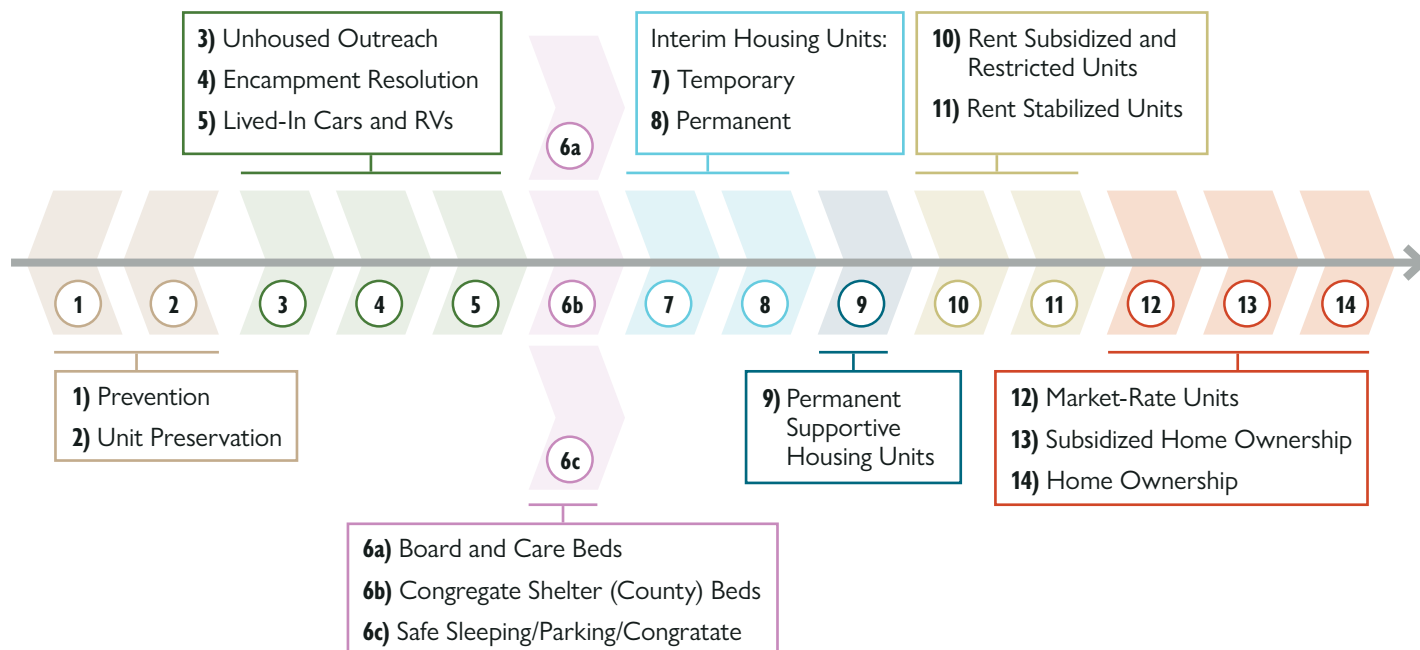 3) Unhoused Outreach
4) Encampment Resolution
5) Lived-In Cars and RVs
6a
Interim Housing Units:
7) Temporary
8) Permanent
10) Rent Subsidized and
Restricted Units
11) Rent Stabilized Units
1
2
3
4
5
6b
7
8
9
10
11
12
13
14
1) Prevention
2) Unit Preservation
6c
9) Permanent
Supportive
Housing Units
12) Market-Rate Units
13) Subsidized Home Ownership
14) Home Ownership
6a) Board and Care Beds
6b) Congregate Shelter (County) Beds
6c) Safe Sleeping/Parking/Congratate